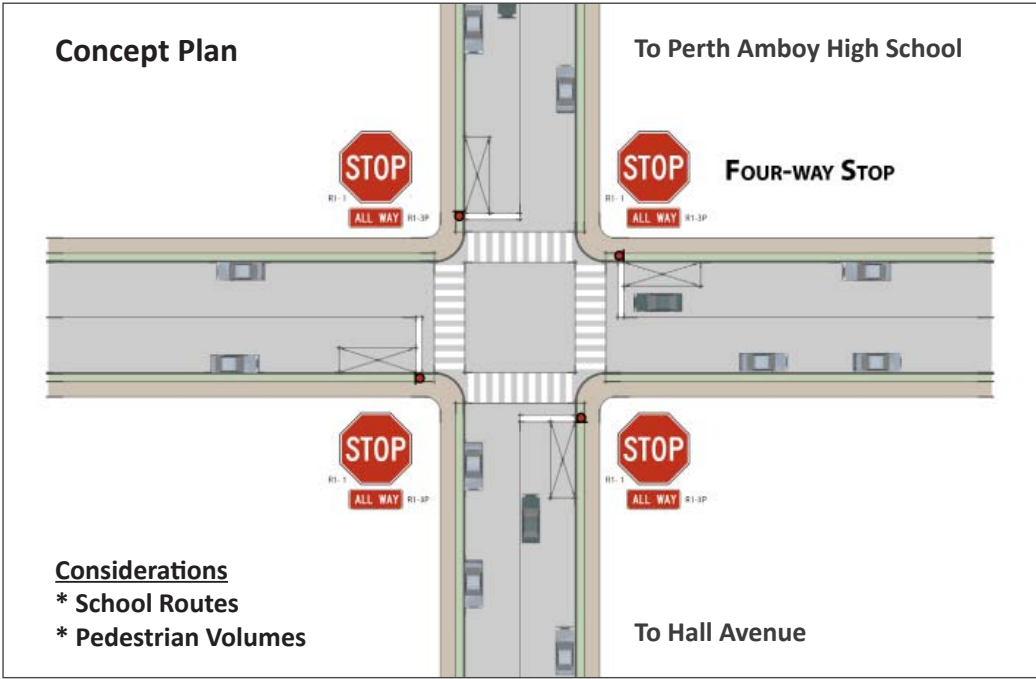 Concept Plan
To Perth Amboy High School
STOP
R1-1
ALL WAY R1-3P
STOP
R1-1
ALL WAY R1-3P
FOUR-WAY STOP
STOP
R1-1
ALL WAY R1-3P
STOP
R1-1
ALL WAY R1-3P
Considerations
* School Routes
* Pedestrian Volumes
To Hall Avenue